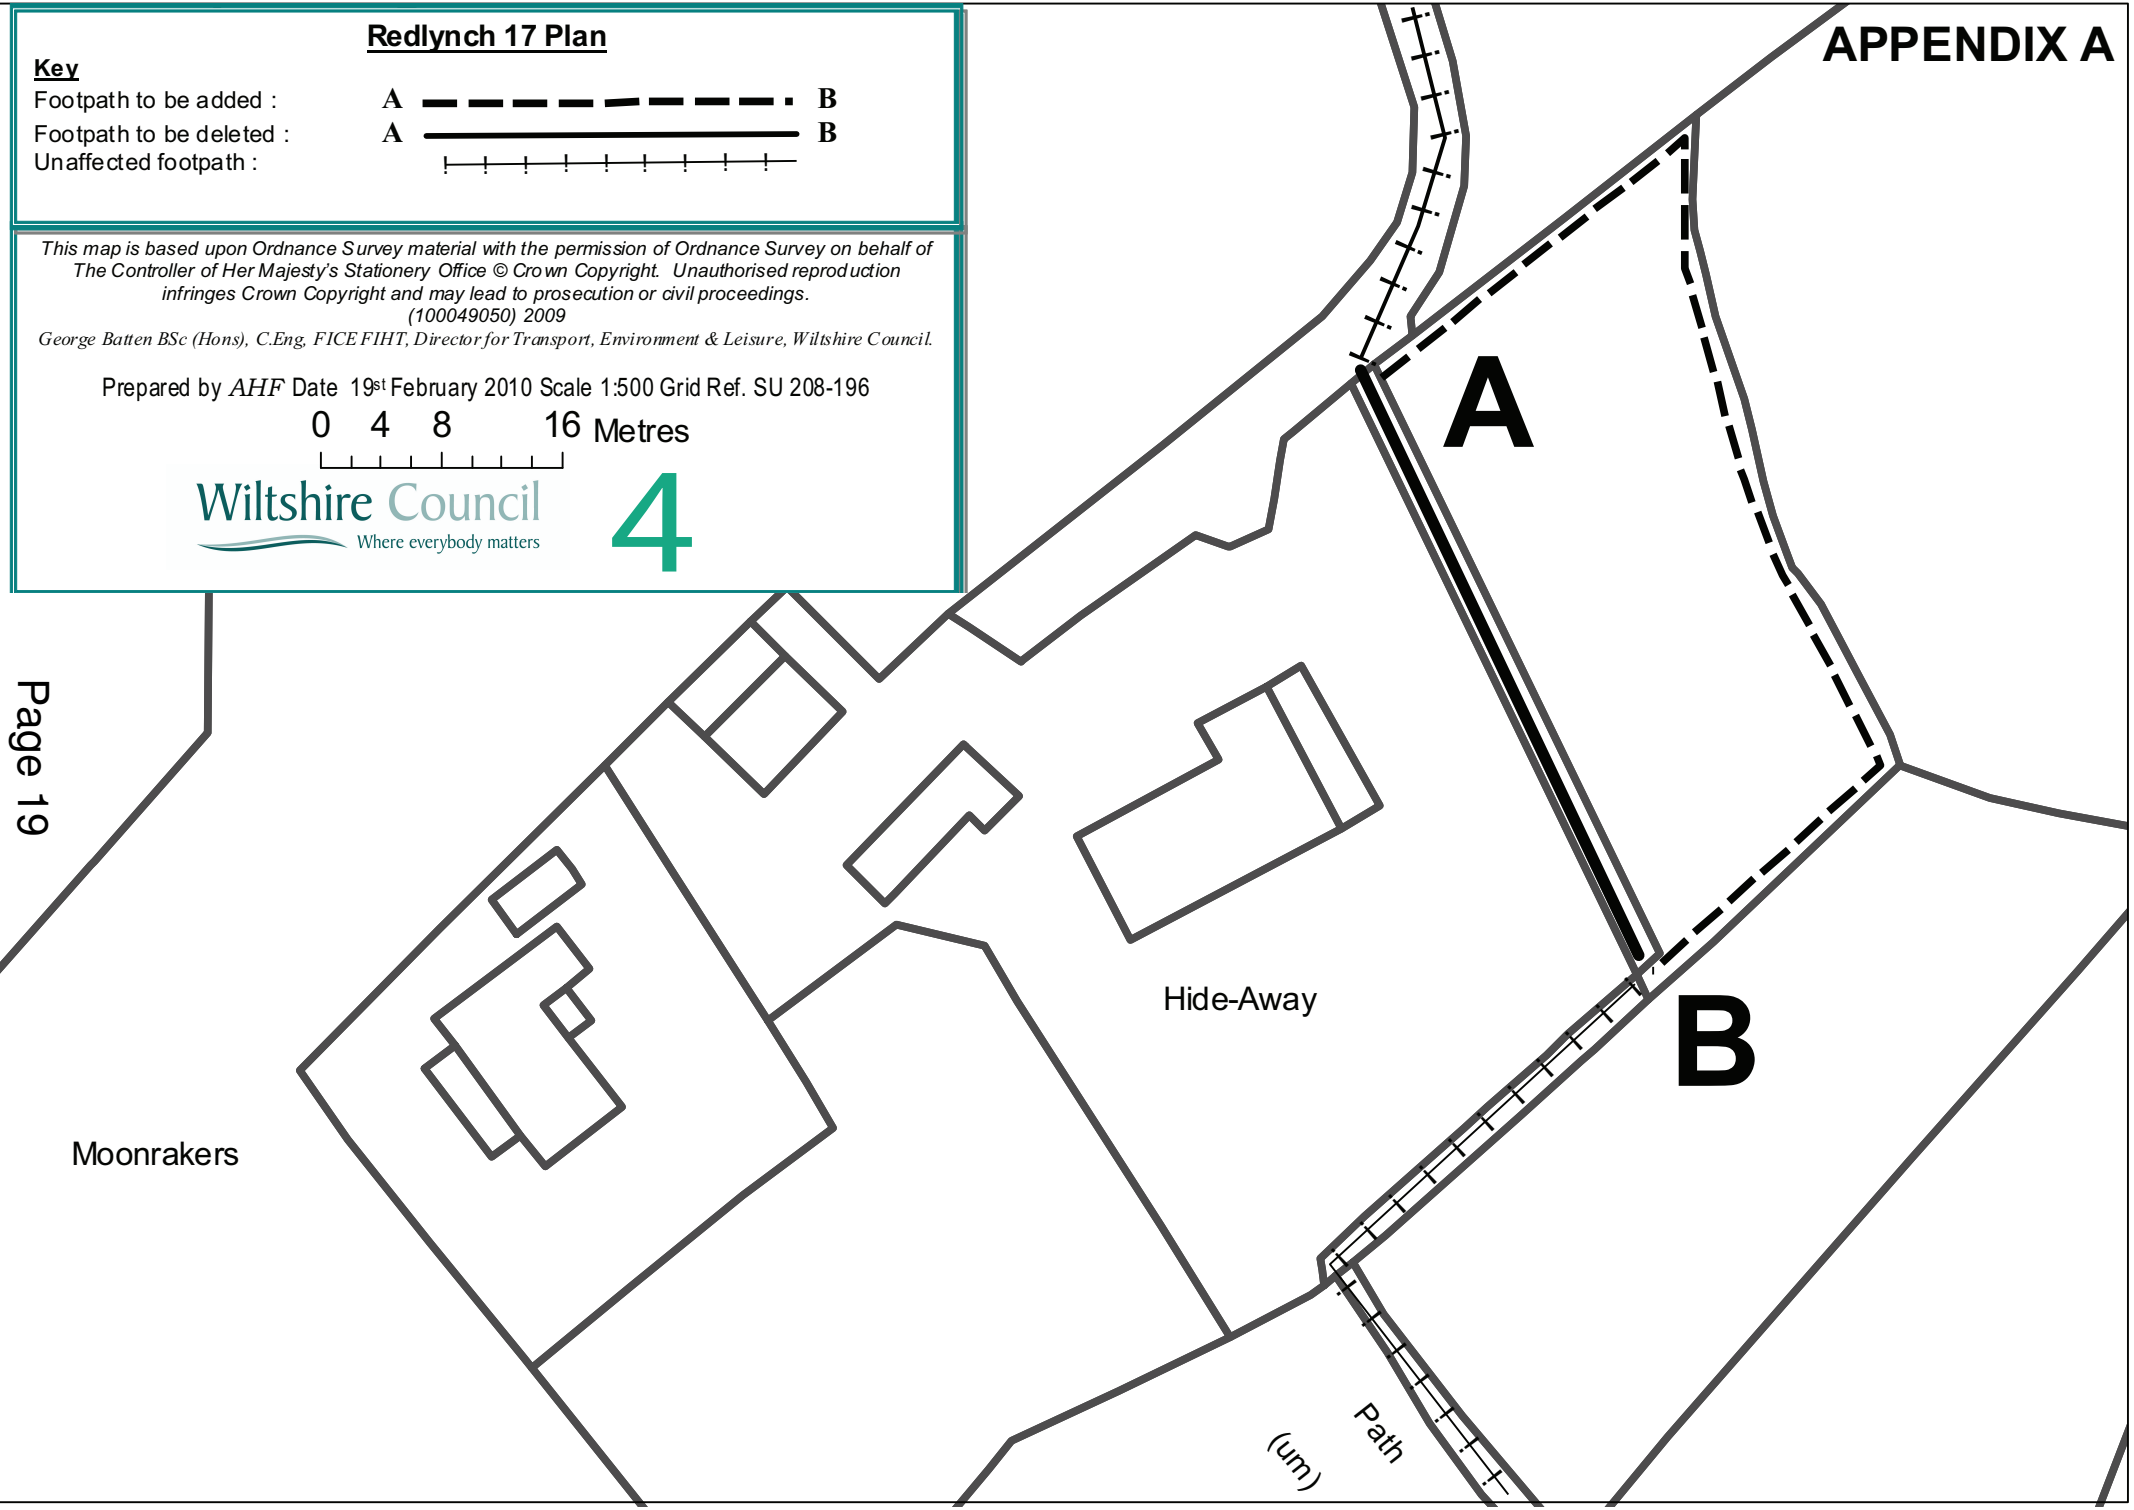 Redlynch 17 Plan
Key
Footpath to be added : A B
Footpath to be deleted : A B
Unaffected footpath :
This map is based upon Ordnance Survey material with the permission of Ordnance Survey on behalf of
The Controller of Her Majesty's Stationery Office © Crown Copyright. Unauthorised reproduction
infringes Crown Copyright and may lead to prosecution or civil proceedings.
(100049050) 2009
George Batten BSc (Hons), C.Eng, FICE FIHT, Director for Transport, Environment & Leisure, Wiltshire Council.
Prepared by AHF Date 19st February 2010 Scale 1:500 Grid Ref. SU 208-196
0 4 8 16 Metres
Wiltshire Council
Where everybody matters
4
APPENDIX A
A
B
Hide-Away
Moonrakers
Path
(um)
Page 19